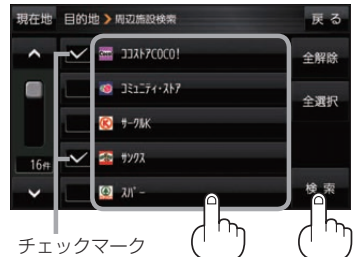 現在地 目的地 > 周辺施設検索 戻る
ココストアCOCO!
全解除
コミュニティ・ストア
全選択
サークルK
16件
サンクス
スパー
検索
チェックマーク